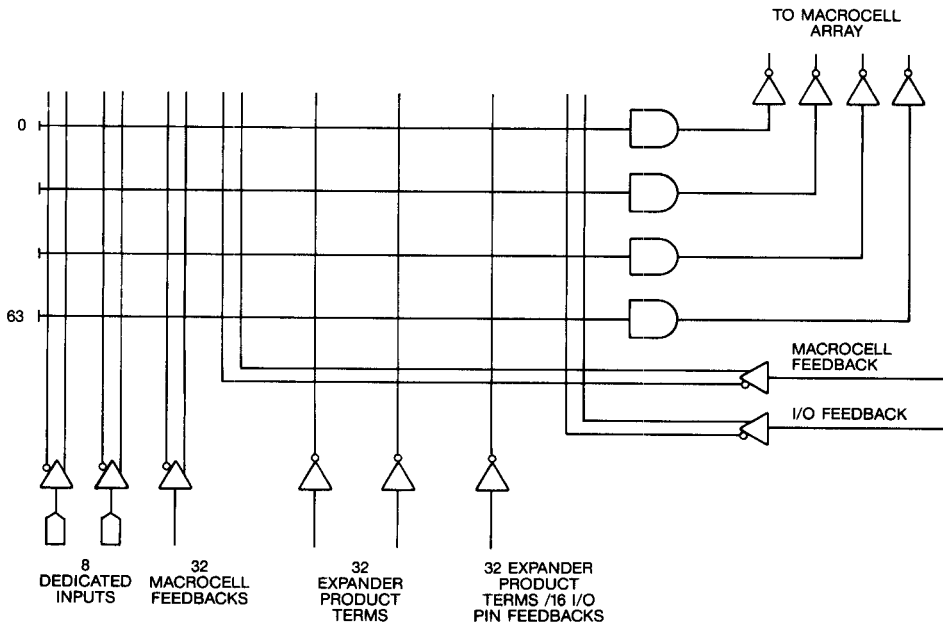 TO MACROCELL
ARRAY
0
63
MACROCELL
FEEDBACK
I/O FEEDBACK
8
DEDICATED
INPUTS
32
MACROCELL
FEEDBACKS
32
EXPANDER
PRODUCT
TERMS
32 EXPANDER
PRODUCT
TERMS /16 I/O
PIN FEEDBACKS